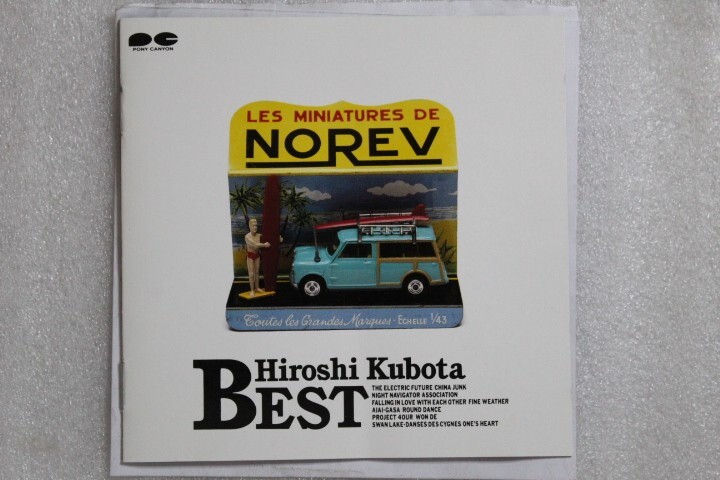 PONY CANYON
LES MINIATURES DE
NOREV
Toutes les Grandes Marques - ECHELLE 1/43
Hiroshi Kubota
BEST
THE ELECTRIC FUTURE CHINA JUNK
NIGHT NAVIGATOR ASSOCIATION
FALLING IN LOVE WITH EACH OTHER FINE WEATHER
AIAI-GASA ROUND DANCE
PROJECT 4OUR WON DE
SWAN LAKE-DANSES DES CYGNES ONE'S HEART